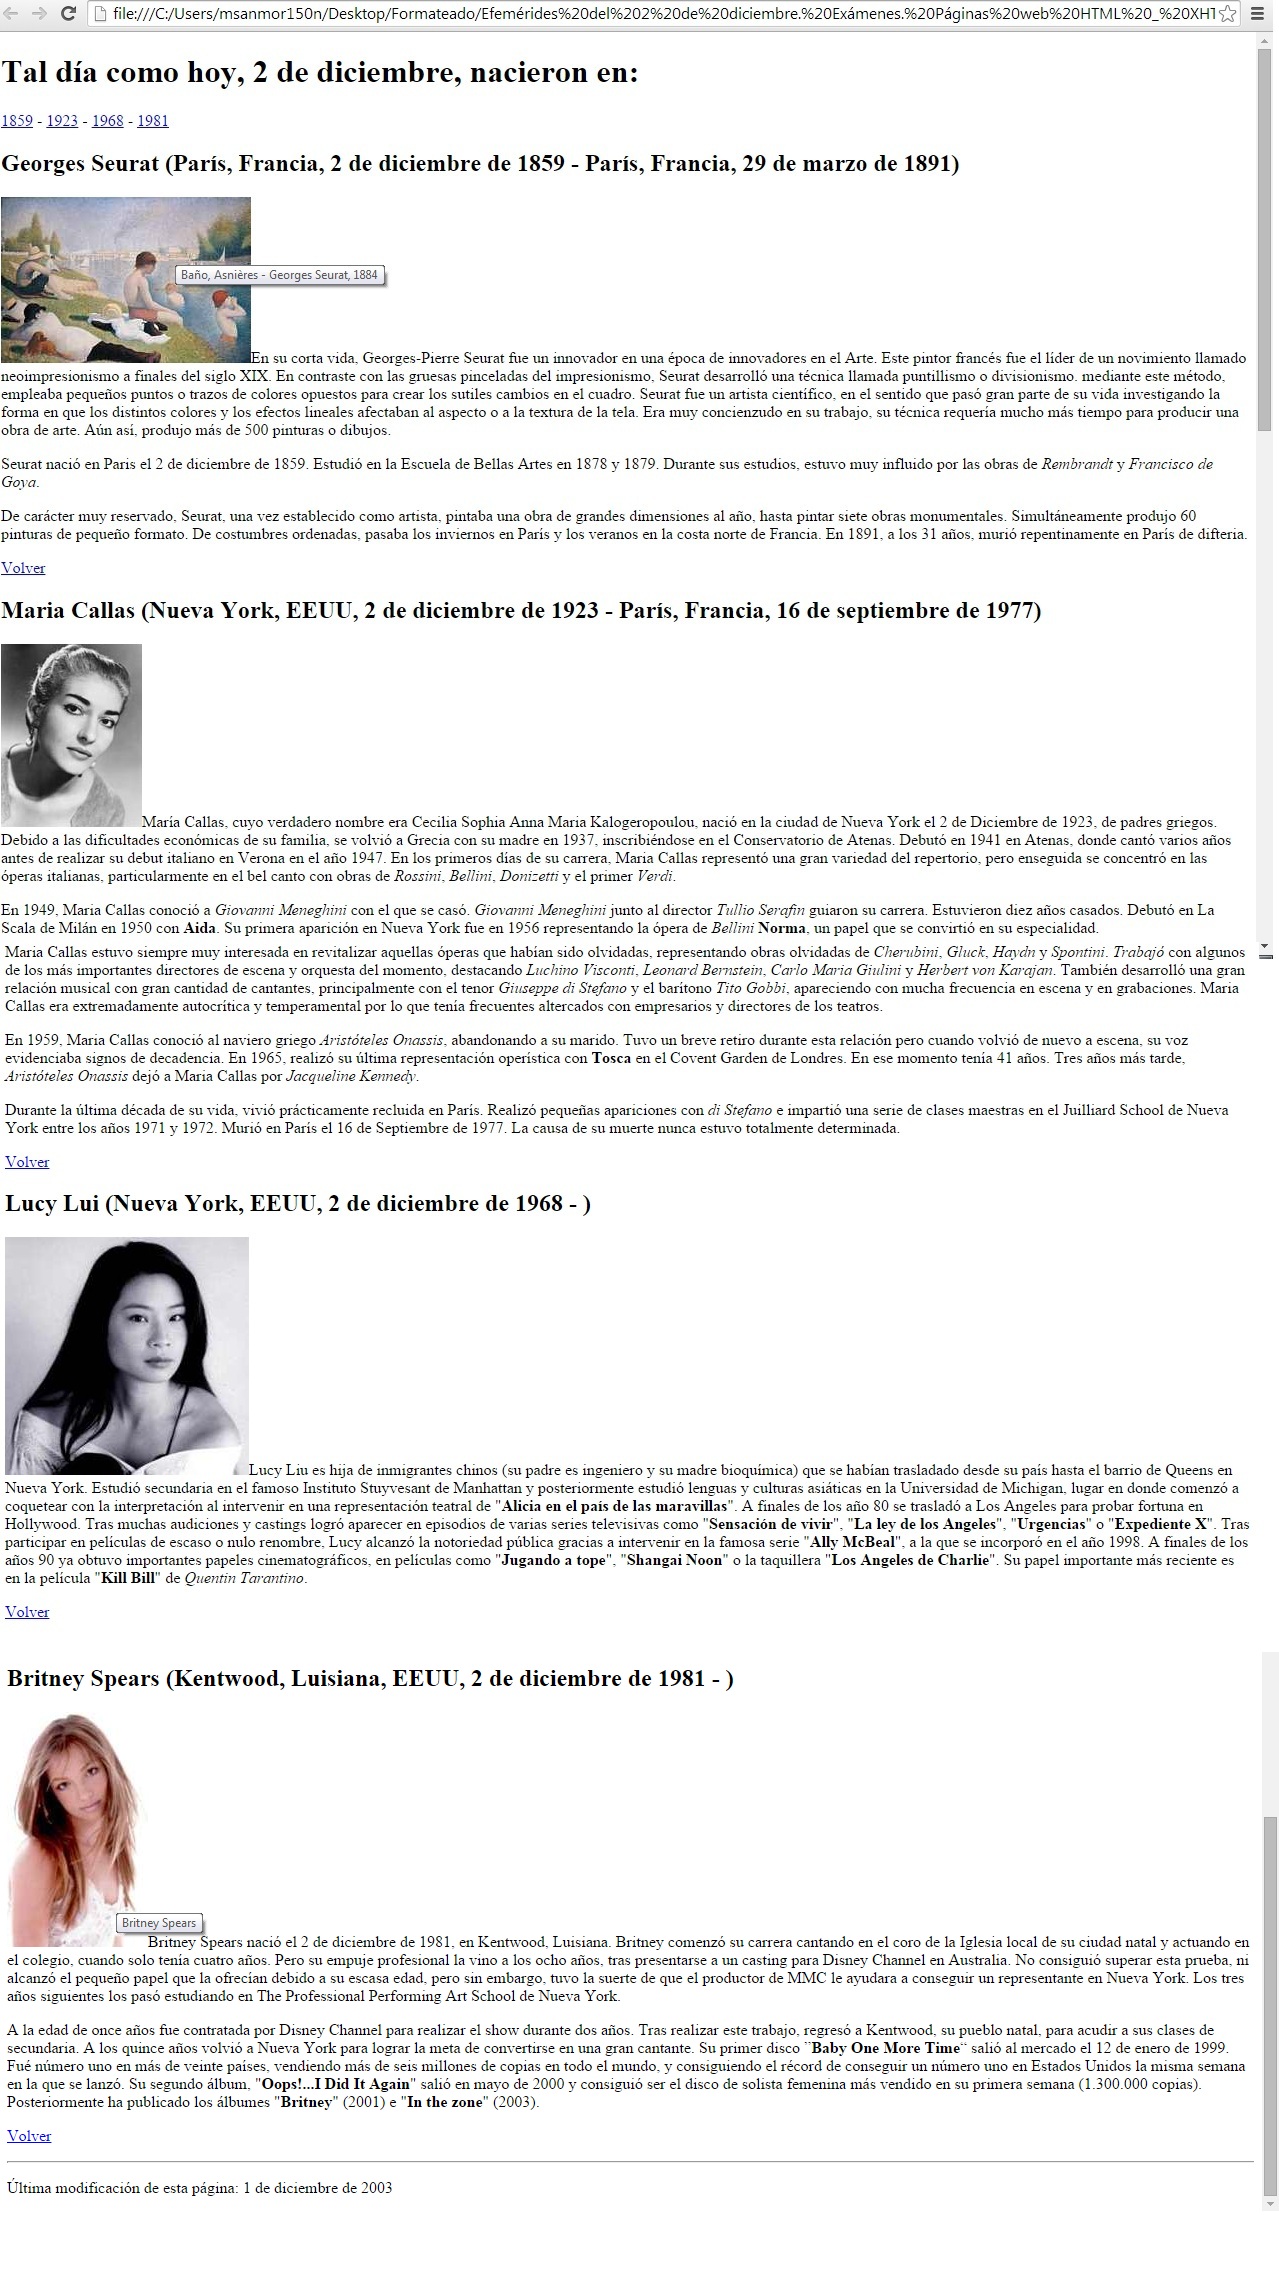 file:///C:/Users/msanmor150n/Desktop/Formateado/Efemérides%20del%202%20de%20diciembre.%20Exámenes.%20Páginas%20web%20HTML%20_%20XHT
Tal día como hoy, 2 de diciembre, nacieron en:
1859 - 1923 - 1968 - 1981
Georges Seurat (París, Francia, 2 de diciembre de 1859 - París, Francia, 29 de marzo de 1891)
Baño, Asnières - Georges Seurat, 1884
En su corta vida, Georges-Pierre Seurat fue un innovador en una época de innovadores en el Arte. Este pintor francés fue el líder de un novimiento llamado
neoimpresionismo a finales del siglo XIX. En contraste con las gruesas pinceladas del impresionismo, Seurat desarrolló una técnica llamada puntillismo o divisionismo. mediante este método,
empleaba pequeños puntos o trazos de colores opuestos para crear los sutiles cambios en el cuadro. Seurat fue un artista científico, en el sentido que pasó gran parte de su vida investigando la
forma en que los distintos colores y los efectos lineales afectaban al aspecto o a la textura de la tela. Era muy concienzudo en su trabajo, su técnica requería mucho más tiempo para producir una
obra de arte. Aún así, produjo más de 500 pinturas o dibujos.
Seurat nació en Paris el 2 de diciembre de 1859. Estudió en la Escuela de Bellas Artes en 1878 y 1879. Durante sus estudios, estuvo muy influido por las obras de Rembrandt y Francisco de
Goya.
De carácter muy reservado, Seurat, una vez establecido como artista, pintaba una obra de grandes dimensiones al año, hasta pintar siete obras monumentales. Simultáneamente produjo 60
pinturas de pequeño formato. De costumbres ordenadas, pasaba los inviernos en París y los veranos en la costa norte de Francia. En 1891, a los 31 años, murió repentinamente en París de difteria.
Volver
Maria Callas (Nueva York, EEUU, 2 de diciembre de 1923 - París, Francia, 16 de septiembre de 1977)
María Callas, cuyo verdadero nombre era Cecilia Sophia Anna Maria Kalogeropoulou, nació en la ciudad de Nueva York el 2 de Diciembre de 1923, de padres griegos.
Debido a las dificultades económicas de su familia, se volvió a Grecia con su madre en 1937, inscribiéndose en el Conservatorio de Atenas. Debutó en 1941 en Atenas, donde cantó varios años
antes de realizar su debut italiano en Verona en el año 1947. En los primeros días de su carrera, Maria Callas representó una gran variedad del repertorio, pero enseguida se concentró en las
óperas italianas, particularmente en el bel canto con obras de Rossini, Bellini, Donizetti y el primer Verdi.
En 1949, Maria Callas conoció a Giovanni Meneghini con el que se casó. Giovanni Meneghini junto al director Tullio Serafin guiaron su carrera. Estuvieron diez años casados. Debutó en La
Scala de Milán en 1950 con Aida. Su primera aparición en Nueva York fue en 1956 representando la ópera de Bellini Norma, un papel que se convirtió en su especialidad.
Maria Callas estuvo siempre muy interesada en revitalizar aquellas óperas que habían sido olvidadas, representando obras olvidadas de Cherubini, Gluck, Haydn y Spontini. Trabajó con algunos
de los más importantes directores de escena y orquesta del momento, destacando Luchino Visconti, Leonard Bernstein, Carlo Maria Giulini y Herbert von Karajan. También desarrolló una gran
relación musical con gran cantidad de cantantes, principalmente con el tenor Giuseppe di Stefano y el barítono Tito Gobbi, apareciendo con mucha frecuencia en escena y en grabaciones. Maria
Callas era extremadamente autocrítica y temperamental por lo que tenía frecuentes altercados con empresarios y directores de los teatros.
En 1959, Maria Callas conoció al naviero griego Aristóteles Onassis, abandonando a su marido. Tuvo un breve retiro durante esta relación pero cuando volvió de nuevo a escena, su voz
evidenciaba signos de decadencia. En 1965, realizó su última representación operística con Tosca en el Covent Garden de Londres. En ese momento tenía 41 años. Tres años más tarde,
Aristóteles Onassis dejó a Maria Callas por Jacqueline Kennedy.
Durante la última década de su vida, vivió prácticamente recluida en París. Realizó pequeñas apariciones con di Stefano e impartió una serie de clases maestras en el Juilliard School de Nueva
York entre los años 1971 y 1972. Murió en París el 16 de Septiembre de 1977. La causa de su muerte nunca estuvo totalmente determinada.
Volver
Lucy Lui (Nueva York, EEUU, 2 de diciembre de 1968 - )
Lucy Liu es hija de inmigrantes chinos (su padre es ingeniero y su madre bioquímica) que se habían trasladado desde su país hasta el barrio de Queens en
Nueva York. Estudió secundaria en el famoso Instituto Stuyvesant de Manhattan y posteriormente estudió lenguas y culturas asiáticas en la Universidad de Michigan, lugar en donde comenzó a
coquetear con la interpretación al intervenir en una representación teatral de "Alicia en el país de las maravillas". A finales de los año 80 se trasladó a Los Angeles para probar fortuna en
Hollywood. Tras muchas audiciones y castings logró aparecer en episodios de varias series televisivas como "Sensación de vivir", "La ley de los Angeles", "Urgencias" o "Expediente X". Tras
participar en películas de escaso o nulo renombre, Lucy alcanzó la notoriedad pública gracias a intervenir en la famosa serie "Ally McBeal", a la que se incorporó en el año 1998. A finales de los
años 90 ya obtuvo importantes papeles cinematográficos, en películas como "Jugando a tope", "Shangai Noon" o la taquillera "Los Angeles de Charlie". Su papel importante más reciente es
en la película "Kill Bill" de Quentin Tarantino.
Volver
Britney Spears (Kentwood, Luisiana, EEUU, 2 de diciembre de 1981 - )
Britney Spears
Britney Spears nació el 2 de diciembre de 1981, en Kentwood, Luisiana. Britney comenzó su carrera cantando en el coro de la Iglesia local de su ciudad natal y actuando en
el colegio, cuando solo tenía cuatro años. Pero su empuje profesional la vino a los ocho años, tras presentarse a un casting para Disney Channel en Australia. No consiguió superar esta prueba, ni
alcanzó el pequeño papel que la ofrecían debido a su escasa edad, pero sin embargo, tuvo la suerte de que el productor de MMC le ayudara a conseguir un representante en Nueva York. Los tres
años siguientes los pasó estudiando en The Professional Performing Art School de Nueva York.
A la edad de once años fue contratada por Disney Channel para realizar el show durante dos años. Tras realizar este trabajo, regresó a Kentwood, su pueblo natal, para acudir a sus clases de
secundaria. A los quince años volvió a Nueva York para lograr la meta de convertirse en una gran cantante. Su primer disco ”Baby One More Time“ salió al mercado el 12 de enero de 1999.
Fué número uno en más de veinte países, vendiendo más de seis millones de copias en todo el mundo, y consiguiendo el récord de conseguir un número uno en Estados Unidos la misma semana
en la que se lanzó. Su segundo álbum, "Oops!...I Did It Again" salió en mayo de 2000 y consiguió ser el disco de solista femenina más vendido en su primera semana (1.300.000 copias).
Posteriormente ha publicado los álbumes "Britney" (2001) e "In the zone" (2003).
Volver
Última modificación de esta página: 1 de diciembre de 2003